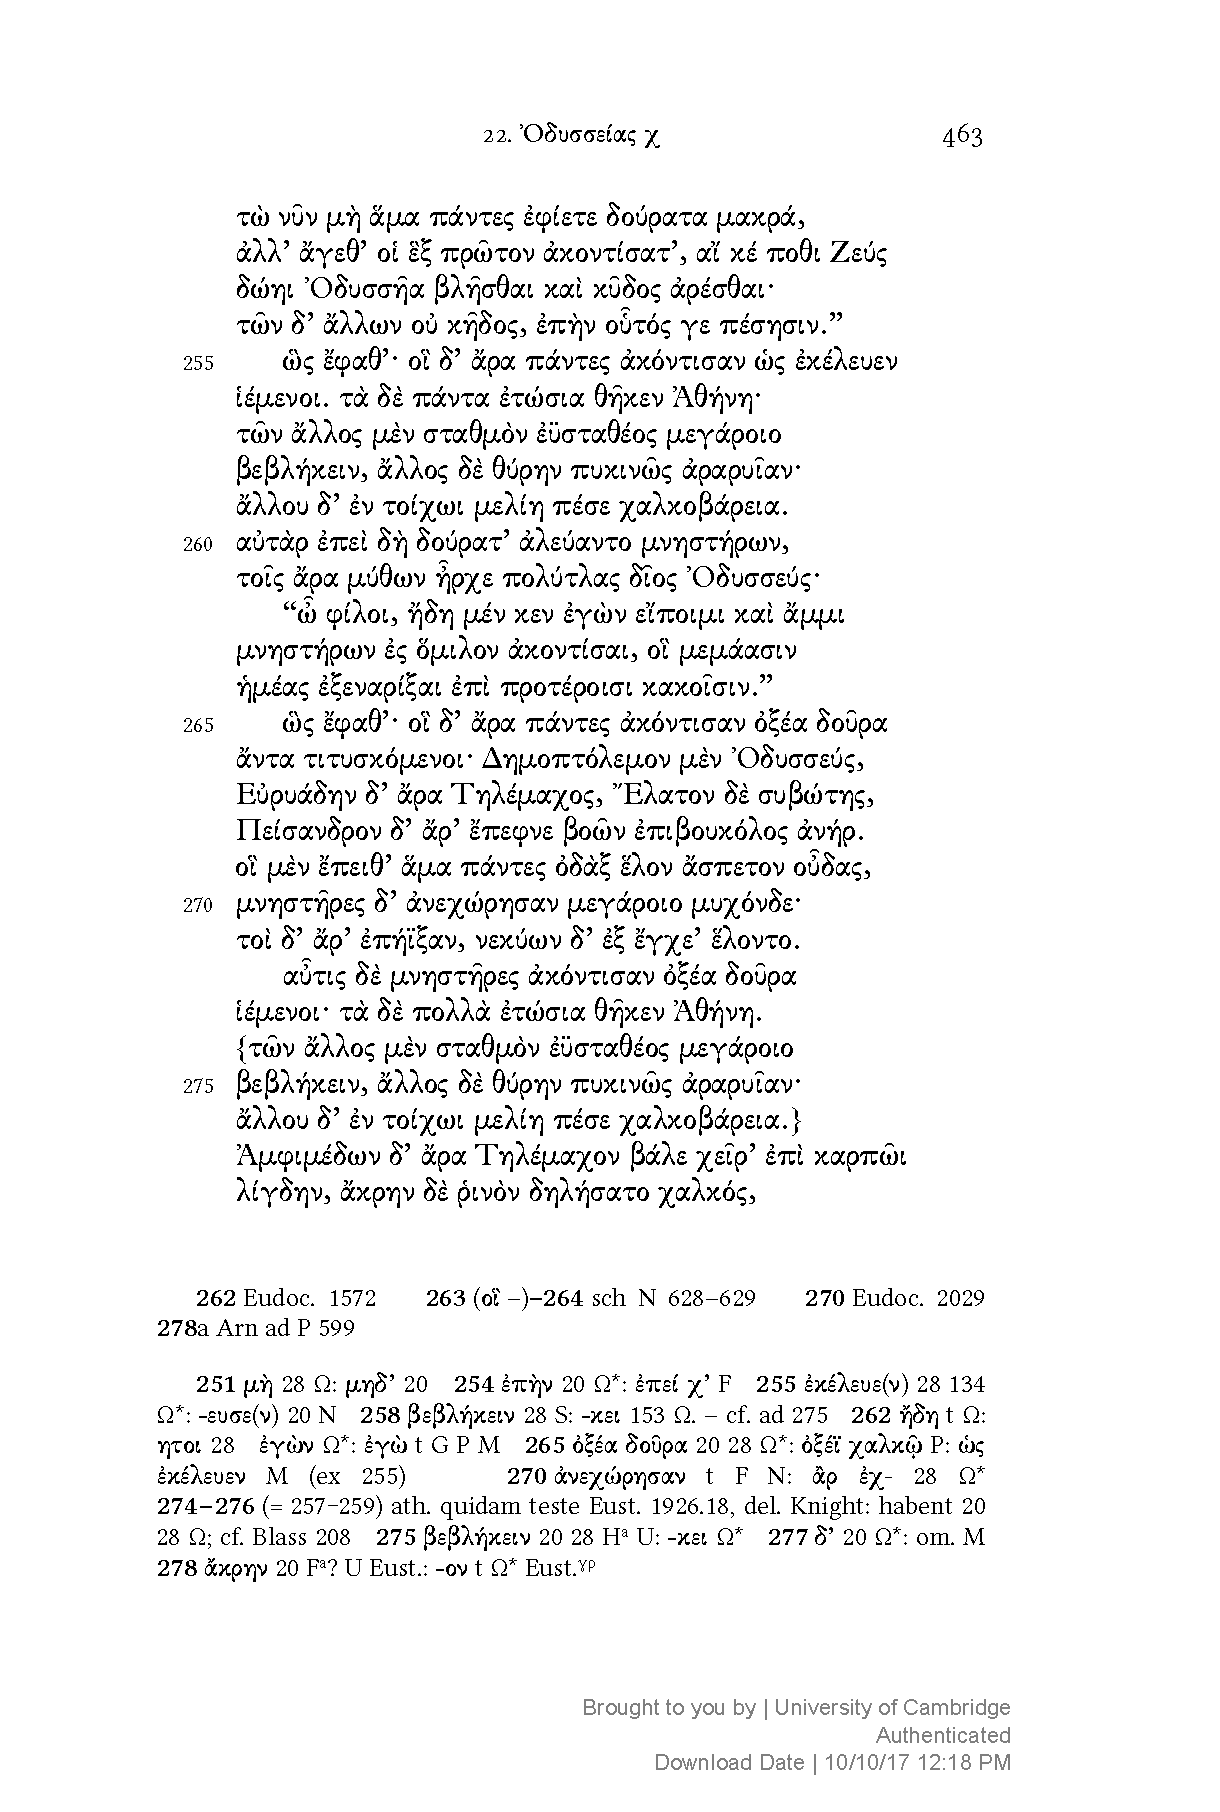 22. Ὀδυσσείας χ 463
τὼ νῦν μὴ ἅμα πάντες ἐφίετε δούρατα μακρά,
ἀλλ’ ἄγεθ’ οἱ ἓξ πρῶτον ἀκοντίσατ’, αἴ κέ ποθι Ζεύς
δώηι Ὀδυσσῆα βλῆσθαι καὶ κῦδος ἀρέσθαι·
τῶν δ’ ἄλλων οὐ κῆδος, ἐπὴν οὗτός γε πέσησιν.”
255 ὣς ἔφαθ’· οἳ δ’ ἄρα πάντες ἀκόντισαν ὡς ἐκέλευεν
ἱέμενοι. τὰ δὲ πάντα ἐτώσια θῆκεν Ἀθήνη·
τῶν ἄλλος μὲν σταθμὸν ἐϋσταθέος μεγάροιο
βεβλήκειν, ἄλλος δὲ θύρην πυκινῶς ἀραρυῖαν·
ἄλλου δ’ ἐν τοίχωι μελίη πέσε χαλκοβάρεια.
260 αὐτὰρ ἐπεὶ δὴ δούρατ’ ἀλεύαντο μνηστήρων,
τοῖς ἄρα μύθων ἦρχε πολύτλας δῖος Ὀδυσσεύς·
“ὦ φίλοι, ἤδη μέν κεν ἐγὼν εἴποιμι καὶ ἄμμι
μνηστήρων ἐς ὅμιλον ἀκοντίσαι, οἳ μεμάασιν
ἡμέας ἐξεναρίξαι ἐπὶ προτέροισι κακοῖσιν.”
265 ὣς ἔφαθ’· οἳ δ’ ἄρα πάντες ἀκόντισαν ὀξέα δοῦρα
ἄντα τιτυσκόμενοι· Δημοπτόλεμον μὲν Ὀδυσσεύς,
Εὐρυάδην δ’ ἄρα Τηλέμαχος, Ἔλατον δὲ συβώτης,
Πείσανδρον δ’ ἄρ’ ἔπεφνε βοῶν ἐπιβουκόλος ἀνήρ.
οἳ μὲν ἔπειθ’ ἅμα πάντες ὀδὰξ ἕλον ἄσπετον οὖδας,
270 μνηστῆρες δ’ ἀνεχώρησαν μεγάροιο μυχόνδε·
τοὶ δ’ ἄρ’ ἐπήϊξαν, νεκύων δ’ ἐξ ἔγχε’ ἕλοντο.
αὖτις δὲ μνηστῆρες ἀκόντισαν ὀξέα δοῦρα
ἱέμενοι· τὰ δὲ πολλὰ ἐτώσια θῆκεν Ἀθήνη.
{τῶν ἄλλος μὲν σταθμὸν ἐϋσταθέος μεγάροιο
275 βεβλήκειν, ἄλλος δὲ θύρην πυκινῶς ἀραρυῖαν·
ἄλλου δ’ ἐν τοίχωι μελίη πέσε χαλκοβάρεια.}
Ἀμφιμέδων δ’ ἄρα Τηλέμαχον βάλε χεῖρ’ ἐπὶ καρπῶι
λίγδην, ἄκρην δὲ ῥινὸν δηλήσατο χαλκός,
262 Eudoc. 1572 263 (οἳ –)–264 sch N 628–629 270 Eudoc. 2029
278a Arn ad P 599
251 μὴ 28 Ω: μηδ’ 20 254 ἐπὴν 20 Ω*: ἐπεί χ’ F 255 ἐκέλευε(ν) 28 134
Ω*: -ευσε(ν) 20 N 258 βεβλήκειν 28 S: -κει 153 Ω. – cf. ad 275 262 ἤδη t Ω:
ητοι 28 ἐγὼν Ω*: ἐγὼ t G P M 265 ὀξέα δοῦρα 20 28 Ω*: ὀξέϊ χαλκῷ P: ὡς
ἐκέλευεν M (ex 255) 270 ἀνεχώρησαν t F N: ἂρ ἐχ- 28 Ω*
274–276 (= 257–259) ath. quidam teste Eust. 1926.18, del. Knight: habent 20
28 Ω; cf. Blass 208 275 βεβλήκειν 20 28 Hᵃ U: -κει Ω* 277 δ’ 20 Ω*: om. M
278 ἄκρην 20 Fᵃ? U Eust.: -ον t Ω* Eust.ᵞᵖ
Brought to you by | University of Cambridge
Authenticated
Download Date | 10/10/17 12:18 PM